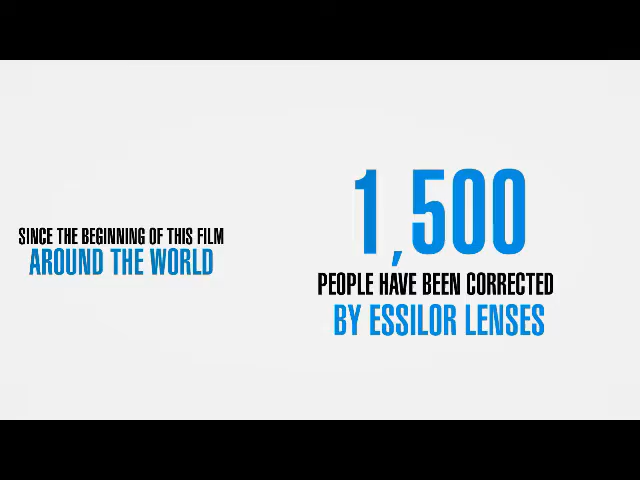 SINCE THE BEGINNING OF THIS FILM
AROUND THE WORLD
1,500
PEOPLE HAVE BEEN CORRECTED
BY ESSILOR LENSES